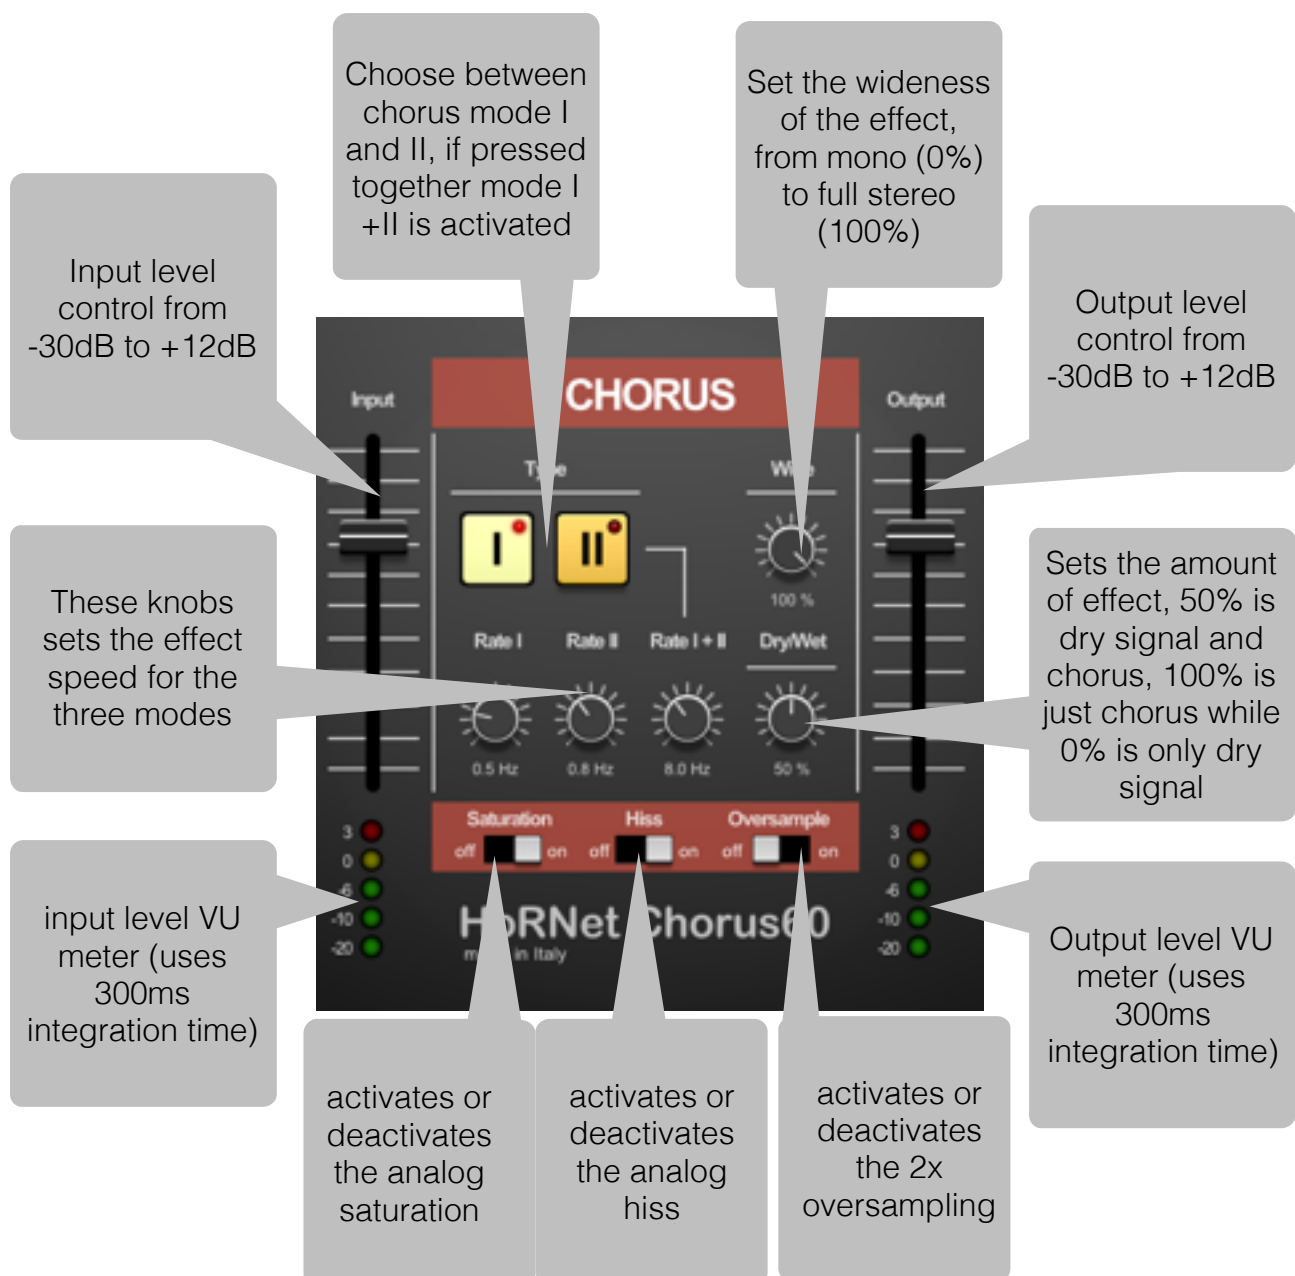 Choose between
chorus mode I
and II, if pressed
together mode I
+II is activated
Set the wideness
of the effect,
from mono (0%)
to full stereo
(100%)
Input level
control from
-30dB to +12dB
Output level
control from
-30dB to +12dB
CHORUS
Input
Output
I
II
100 %
Rate I
Rate II
Rate I + II
Dry/Wet
0.5 Hz
0.8 Hz
8.0 Hz
50 %
These knobs
sets the effect
speed for the
three modes
Sets the amount
of effect, 50% is
dry signal and
chorus, 100% is
just chorus while
0% is only dry
signal
Saturation
Hiss
Oversample
off
on
off
on
off
on
3
0
-6
-10
-20
3
0
-6
-10
-20
HoRNet Chorus60
in Italy
input level VU
meter (uses
300ms
integration time)
Output level VU
meter (uses
300ms
integration time)
activates or
deactivates
the analog
saturation
activates or
deactivates
the analog
hiss
activates or
deactivates
the 2x
oversampling